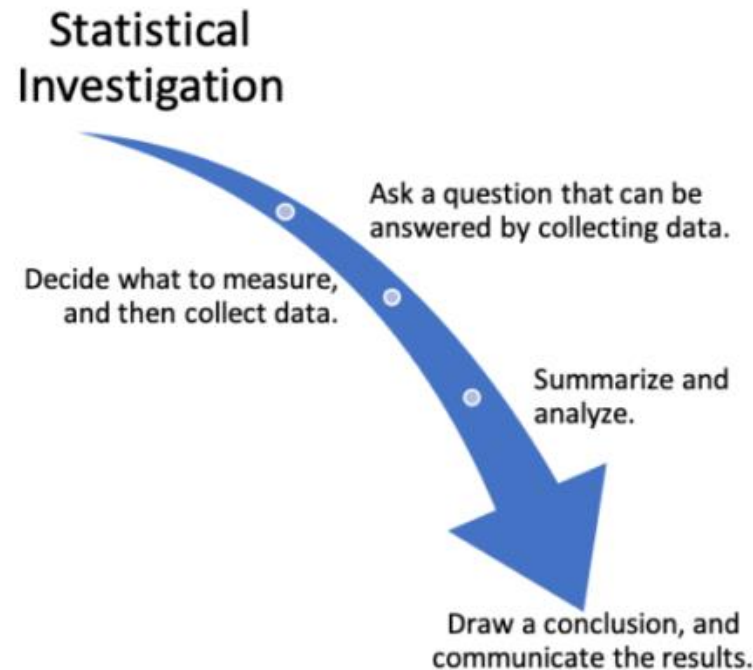 Statistical
Investigation
Ask a question that can be
answered by collecting data.
Decide what to measure,
and then collect data.
Summarize and
analyze.
Draw a conclusion, and
communicate the results.